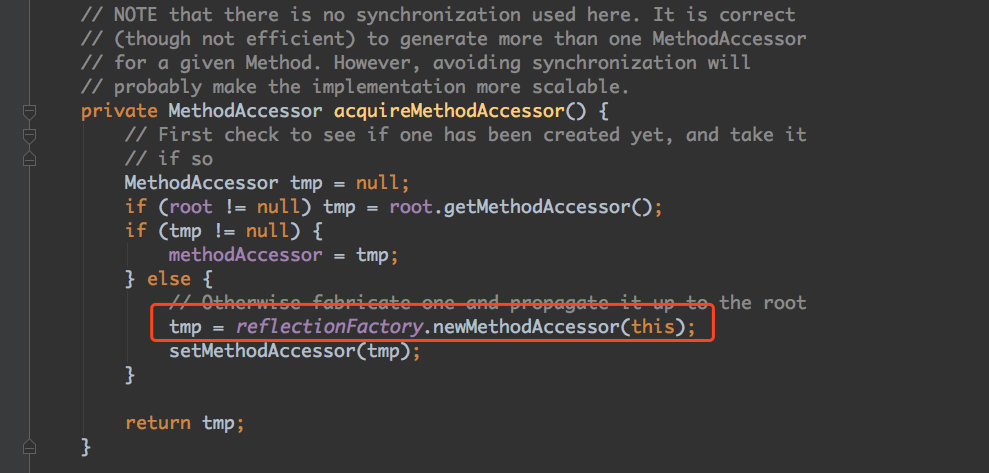 // NOTE that there is no synchronization used here. It is correct
// (though not efficient) to generate more than one MethodAccessor
// for a given Method. However, avoiding synchronization will
// probably make the implementation more scalable.
private MethodAccessor acquireMethodAccessor() {
    // First check to see if one has been created yet, and take it
    // if so
    MethodAccessor tmp = null;
    if (root != null) tmp = root.getMethodAccessor();
    if (tmp != null) {
        methodAccessor = tmp;
    } else {
        // Otherwise fabricate one and propagate it up to the root
        tmp = reflectionFactory.newMethodAccessor(this);
        setMethodAccessor(tmp);
    }
    return tmp;
}